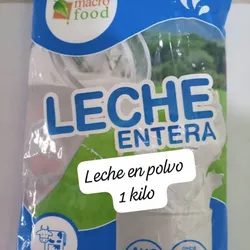 macro
food
LECHE
ENTERA
Leche en polvo
1 kilo